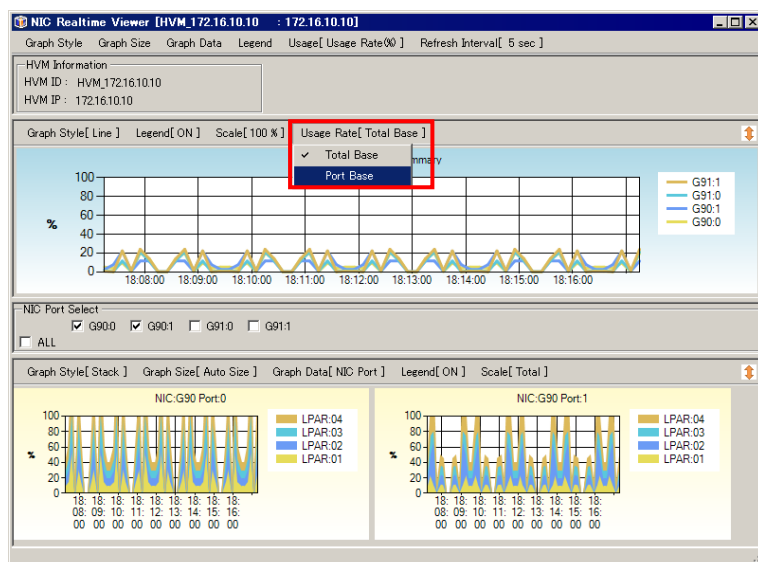 NIC Realtime Viewer [HVM_172.16.10.10 : 172.16.10.10]
Graph Style Graph Size Graph Data Legend Usage[ Usage Rate(%) ] Refresh Interval[ 5 sec ]
HVM Information
HVM ID : HVM_172.16.10.10
HVM IP : 172.16.10.10
Graph Style[ Line ] Legend[ ON ] Scale[ 100 % ] Usage Rate[ Total Base ]
Total Base
Port Base
100
80
60
40
20
0
%
18:08:00 18:09:00 18:10:00 18:11:00 18:12:00 18:13:00 18:14:00 18:15:00 18:16:00
G91:1
G91:0
G90:1
G90:0
NIC Port Select
G90:0 G90:1 G91:0 G91:1
ALL
Graph Style[ Stack ] Graph Size[ Auto Size ] Graph Data[ NIC Port ] Legend[ ON ] Scale[ Total ]
NIC:G90 Port:0
100
80
60
40
20
0
%
18: 18: 18: 18: 18: 18: 18: 18: 18:
08: 09: 10: 11: 12: 13: 14: 15: 16:
00 00 00 00 00 00 00 00 00
LPAR:04
LPAR:03
LPAR:02
LPAR:01
NIC:G90 Port:1
100
80
60
40
20
0
%
18: 18: 18: 18: 18: 18: 18: 18: 18:
08: 09: 10: 11: 12: 13: 14: 15: 16:
00 00 00 00 00 00 00 00 00
LPAR:04
LPAR:03
LPAR:02
LPAR:01